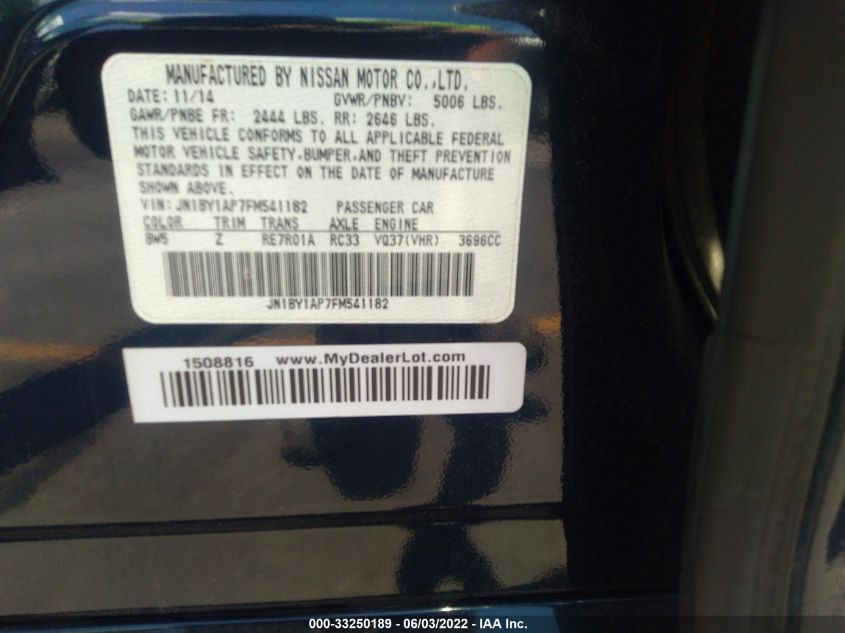 MANUFACTURED BY NISSAN MOTOR CO.,LTD.
DATE: 11/14 GVWR/PNBV: 5006 LBS.
GAWR/PNBE FR: 2444 LBS. RR: 2646 LBS.
THIS VEHICLE CONFORMS TO ALL APPLICABLE FEDERAL
MOTOR VEHICLE SAFETY,BUMPER,AND THEFT PREVENTION
STANDARDS IN EFFECT ON THE DATE OF MANUFACTURE
SHOWN ABOVE.
VIN: JN1BY1AP7FM541182 PASSENGER CAR
COLOR TRIM TRANS AXLE ENGINE
BW5 Z RE7R01A RC33 VQ37(VHR) 3696CC
JN1BY1AP7FM541182
1508816 www.MyDealerLot.com
000-33250189 - 06/03/2022 - IAA Inc.